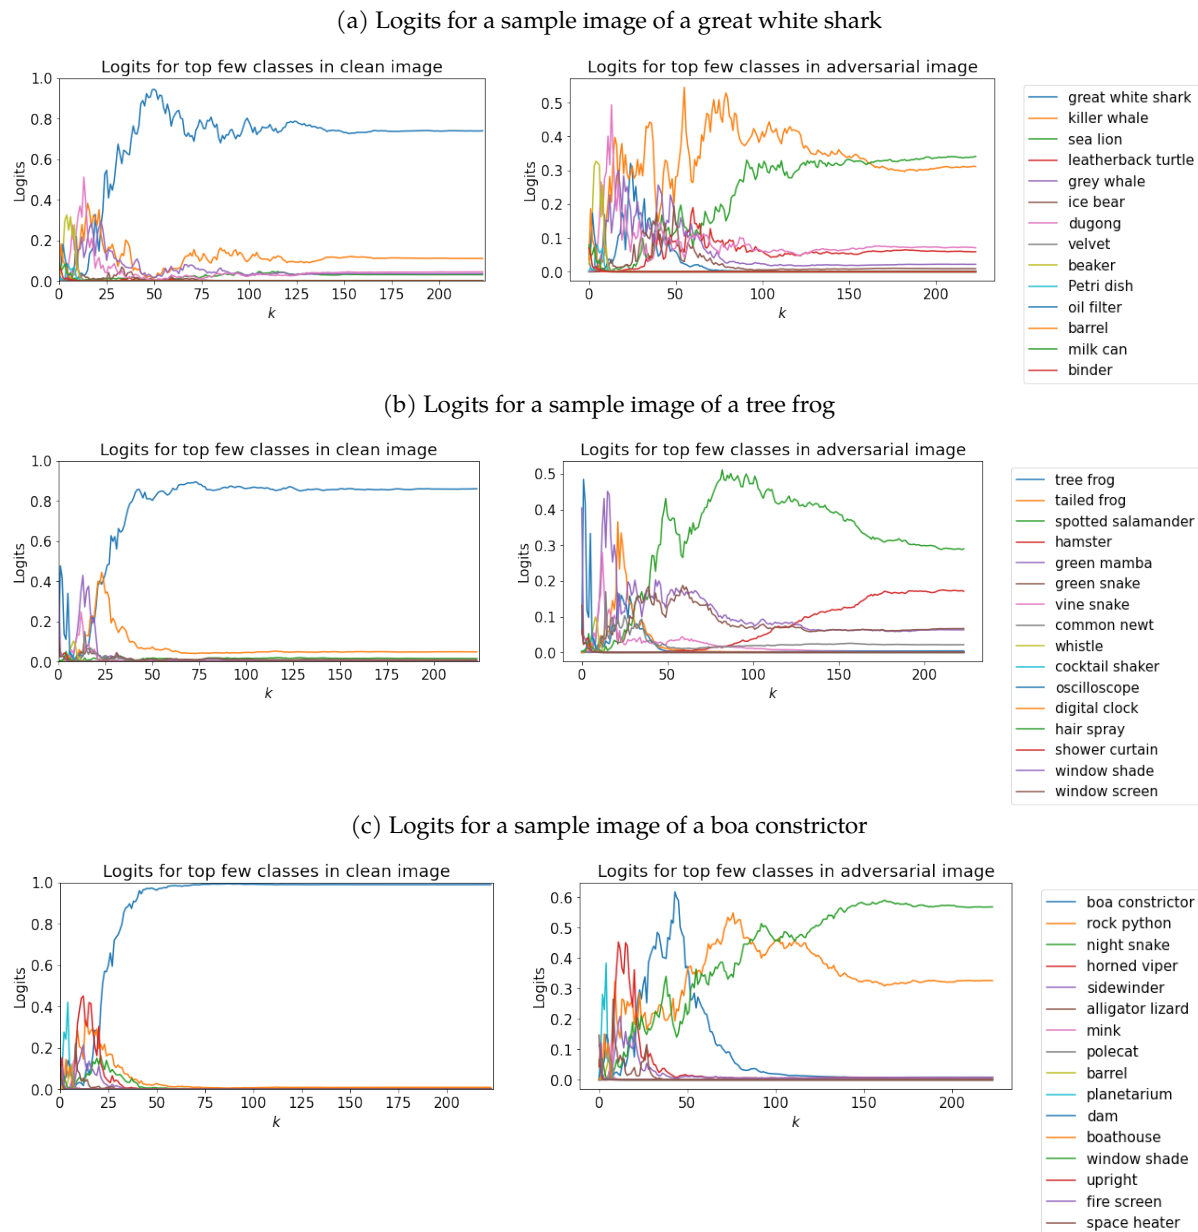 (a) Logits for a sample image of a great white shark
Logits for top few classes in clean image
1.0
0.8
0.6
0.4
0.2
0.0
Logits
0 25 50 75 100 125 150 175 200
k
Logits for top few classes in adversarial image
0.5
0.4
0.3
0.2
0.1
0.0
Logits
0 50 100 150 200
k
great white shark
killer whale
sea lion
leatherback turtle
grey whale
ice bear
dugong
velvet
beaker
Petri dish
oil filter
barrel
milk can
binder
(b) Logits for a sample image of a tree frog
Logits for top few classes in clean image
1.0
0.8
0.6
0.4
0.2
0.0
Logits
0 25 50 75 100 125 150 175 200
k
Logits for top few classes in adversarial image
0.5
0.4
0.3
0.2
0.1
0.0
Logits
0 50 100 150 200
k
tree frog
tailed frog
spotted salamander
hamster
green mamba
green snake
vine snake
common newt
whistle
cocktail shaker
oscilloscope
digital clock
hair spray
shower curtain
window shade
window screen
(c) Logits for a sample image of a boa constrictor
Logits for top few classes in clean image
1.0
0.8
0.6
0.4
0.2
0.0
Logits
0 25 50 75 100 125 150 175 200
k
Logits for top few classes in adversarial image
0.6
0.5
0.4
0.3
0.2
0.1
0.0
Logits
0 50 100 150 200
k
boa constrictor
rock python
night snake
horned viper
sidewinder
alligator lizard
mink
polecat
barrel
planetarium
dam
boathouse
window shade
upright
fire screen
space heater